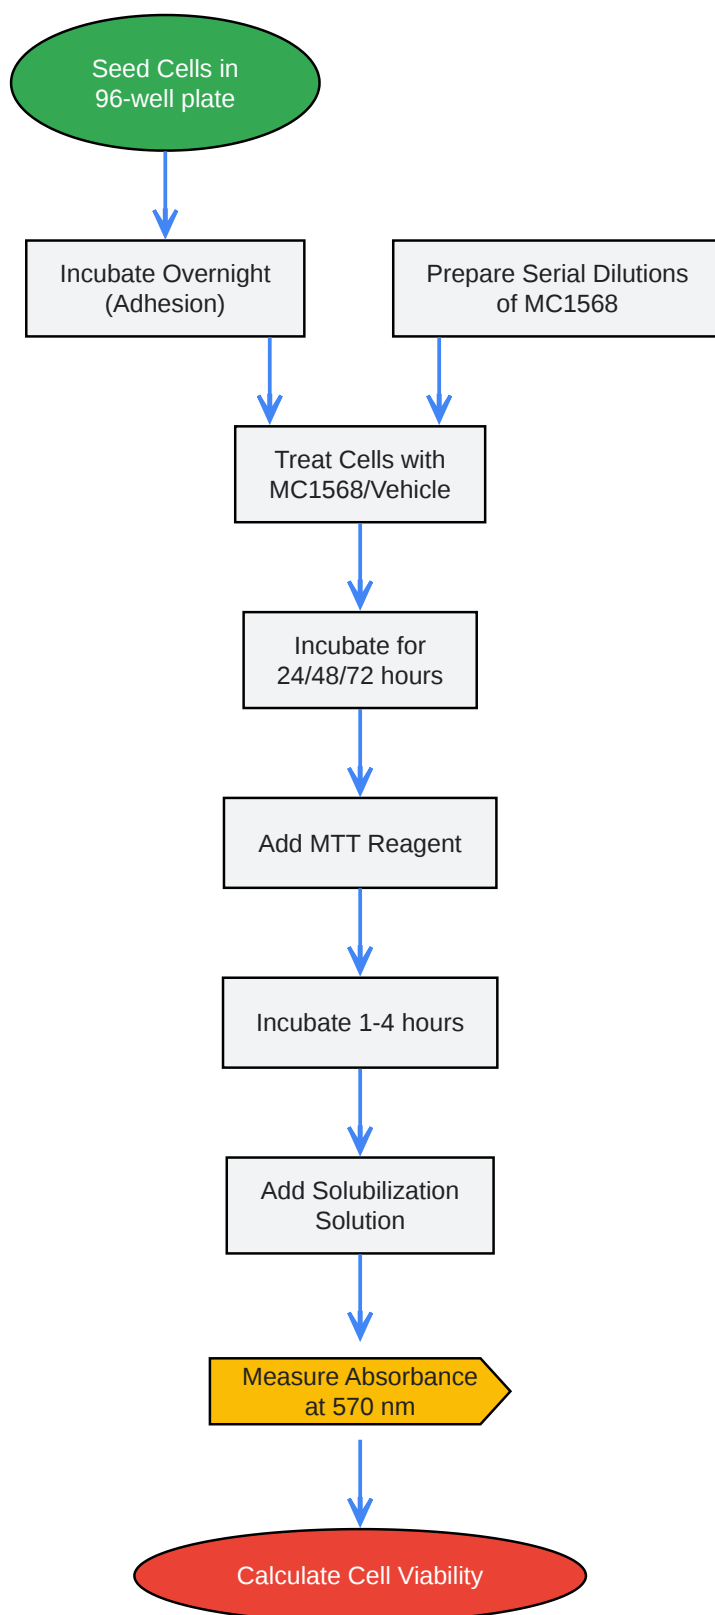 Seed Cells in
96-well plate
Incubate Overnight
(Adhesion)
Prepare Serial Dilutions
of MC1568
Treat Cells with
MC1568/Vehicle
Incubate for
24/48/72 hours
Add MTT Reagent
Incubate 1-4 hours
Add Solubilization
Solution
Measure Absorbance
at 570 nm
Calculate Cell Viability